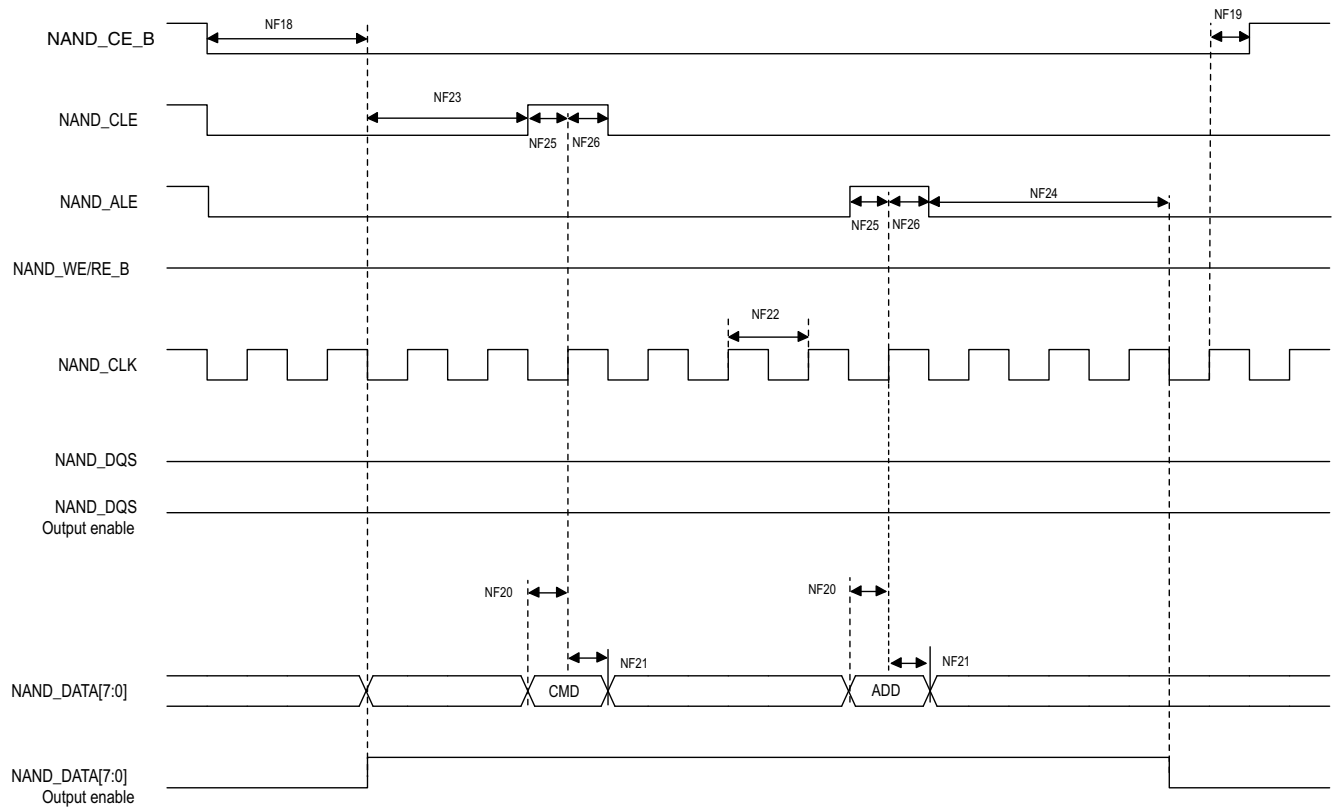 NF19
NF18
NAND_CE_B
NF23
NAND_CLE
NF25
NF26
NF24
NAND_ALE
NF25
NF26
NAND_WE/RE_B
NF22
NAND_CLK
NAND_DQS
NAND_DQS
Output enable
NF20
NF20
NF21
NF21
NAND_DATA[7:0]
CMD
ADD
NAND_DATA[7:0]
Output enable